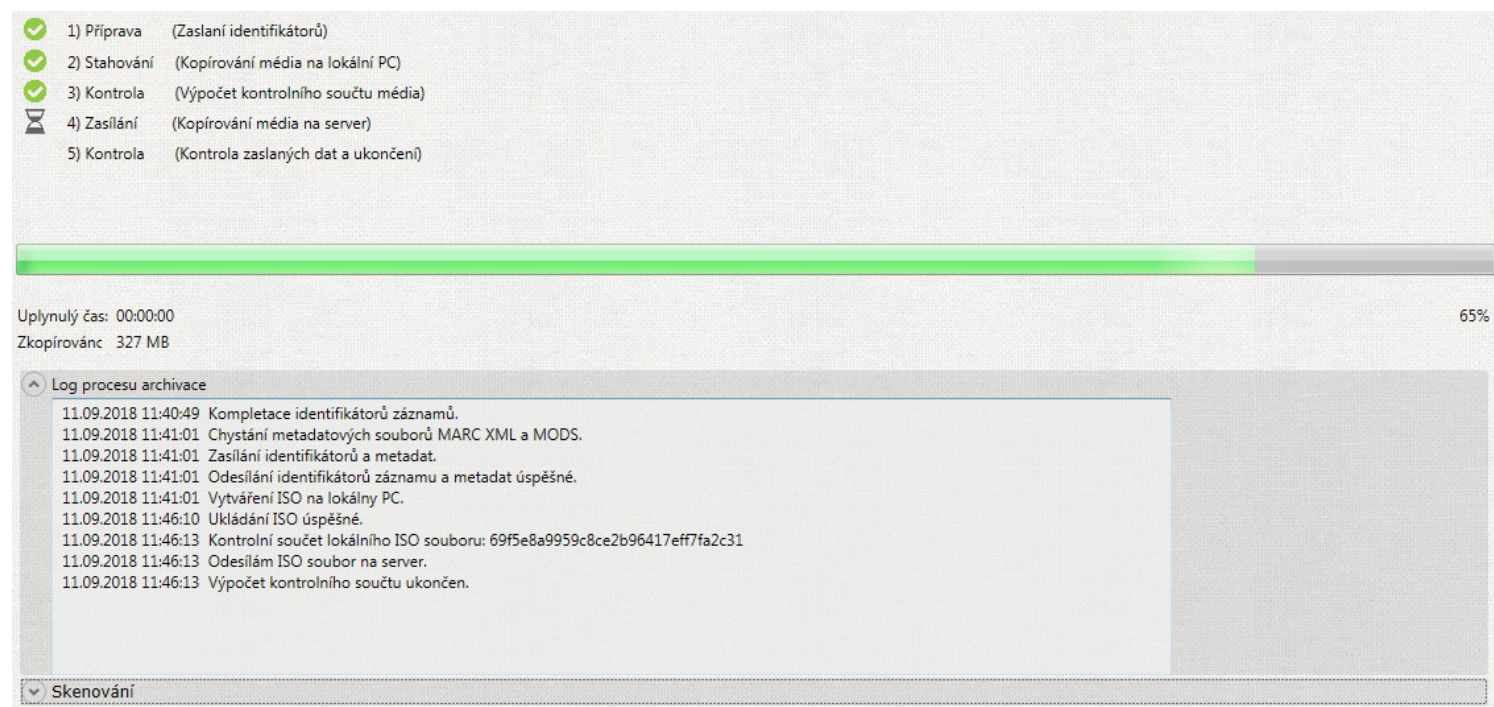 1) Příprava (Zaslaní identifikátorů)
2) Stahování (Kopírování média na lokální PC)
3) Kontrola (Výpočet kontrolního součtu média)
4) Zasílání (Kopírování média na server)
5) Kontrola (Kontrola zaslaných dat a ukončení)
Uplynulý čas: 00:00:00 65%
Zkopírovánc 327 MB
Log procesu archivace
11.09.2018 11:40:49 Kompletace identifikátorů záznamů.
11.09.2018 11:41:01 Chystání metadatových souborů MARC XML a MODS.
11.09.2018 11:41:01 Zasílání identifikátorů a metadat.
11.09.2018 11:41:01 Odesílání identifikátorů záznamu a metadat úspěšné.
11.09.2018 11:41:01 Vytváření ISO na lokálny PC.
11.09.2018 11:46:10 Ukládání ISO úspěšné.
11.09.2018 11:46:13 Kontrolní součet lokálního ISO souboru: 69f5e8a9959c8ce2b96417eff7fa2c31
11.09.2018 11:46:13 Odesílám ISO soubor na server.
11.09.2018 11:46:13 Výpočet kontrolního součtu ukončen.
Skenování